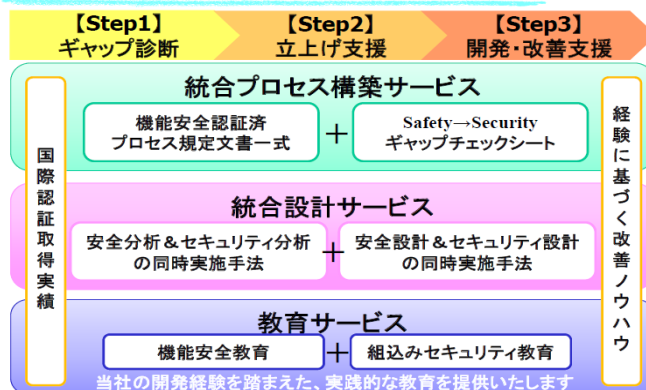 【Step1】
ギャップ診断
【Step2】
立上げ支援
【Step3】
開発・改善支援
国際認証取得実績
統合プロセス構築サービス
機能安全認証済
プロセス規定文書一式
+
Safety→Security
ギャップチェックシート
統合設計サービス
安全分析&セキュリティ分析
の同時実施手法
+
安全設計&セキュリティ設計
の同時実施手法
教育サービス
機能安全教育
+
組込みセキュリティ教育
当社の開発経験を踏まえた、実践的な教育を提供いたします
経験に基づく改善ノウハウ